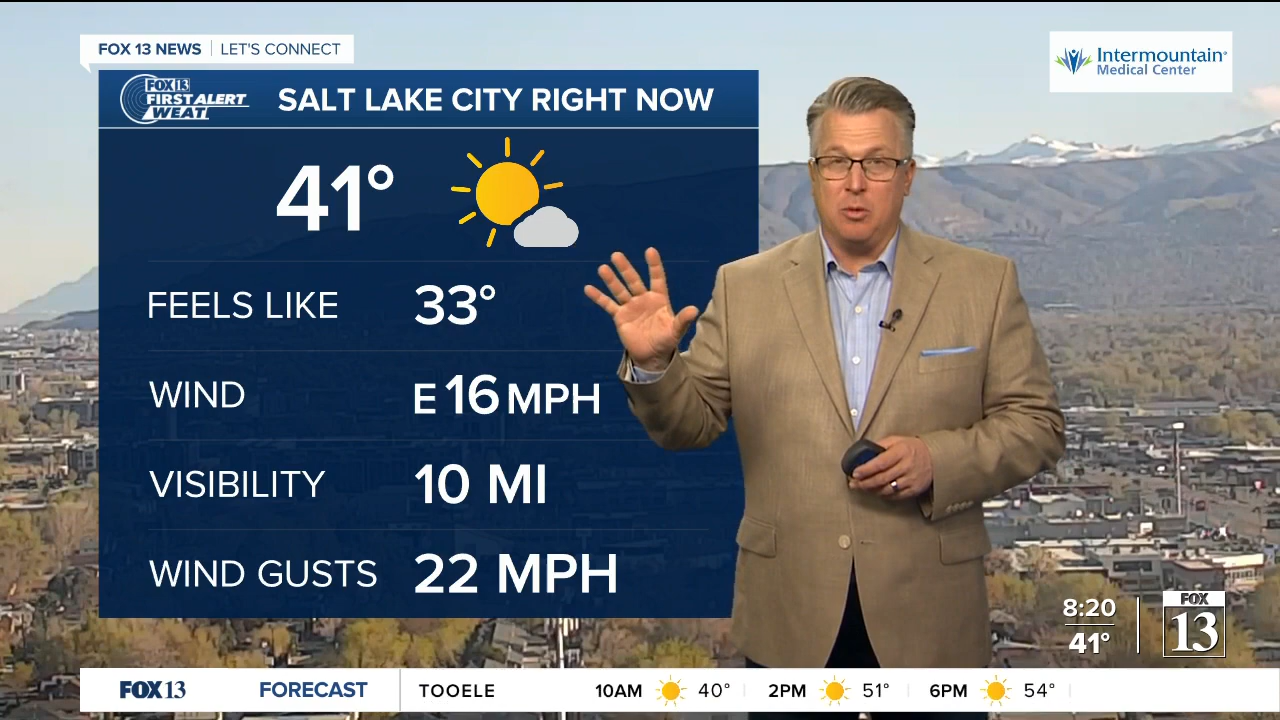 FOX 13 NEWS | LET'S CONNECT
Intermountain®
Medical Center
FOX 13
FIRST ALERT
SALT LAKE CITY RIGHT NOW
41°
FEELS LIKE 33°
WIND E 16 MPH
VISIBILITY 10 MI
WIND GUSTS 22 MPH
8:20
41°
FOX
13
FOX 13 FORECAST TOOELE 10AM 40° 2PM 51° 6PM 54°